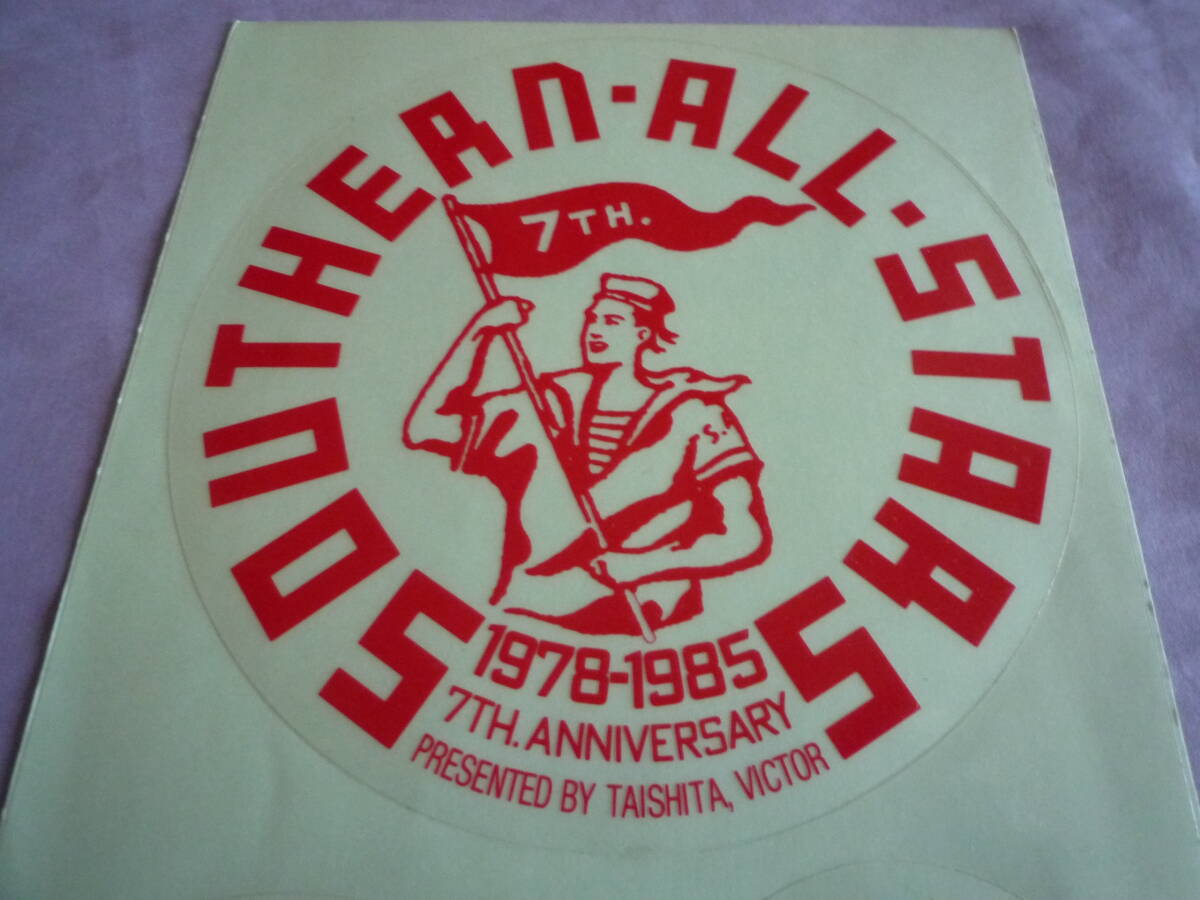 SOUTHERN-ALL-STARS
7TH.
S.
1978-1985
7TH. ANNIVERSARY
PRESENTED BY TAISHITA, VICTOR